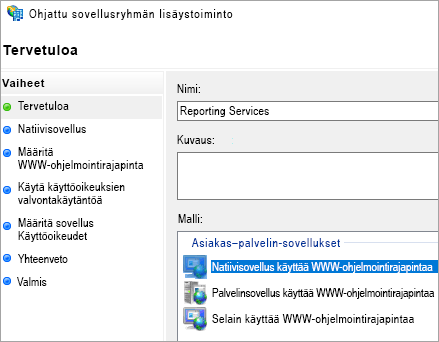 Ohjattu sovellusryhmän lisäystoiminto
Tervetuloa
Vaiheet
Tervetuloa
Natiivisovellus
Määritä
WWW-ohjelmointirajapinta
Käytä käyttöoikeuksien
valvontakäytäntöä
Määritä sovellus
Käyttöoikeudet
Yhteenveto
Valmis
Nimi:
Reporting Services
Kuvaus:
Malli:
Asiakas–palvelin-sovellukset
Natiivisovellus käyttää WWW-ohjelmointirajapintaa
Palvelinsovellus käyttää WWW-ohjelmointirajapintaa
Selain käyttää WWW-ohjelmointirajapintaa